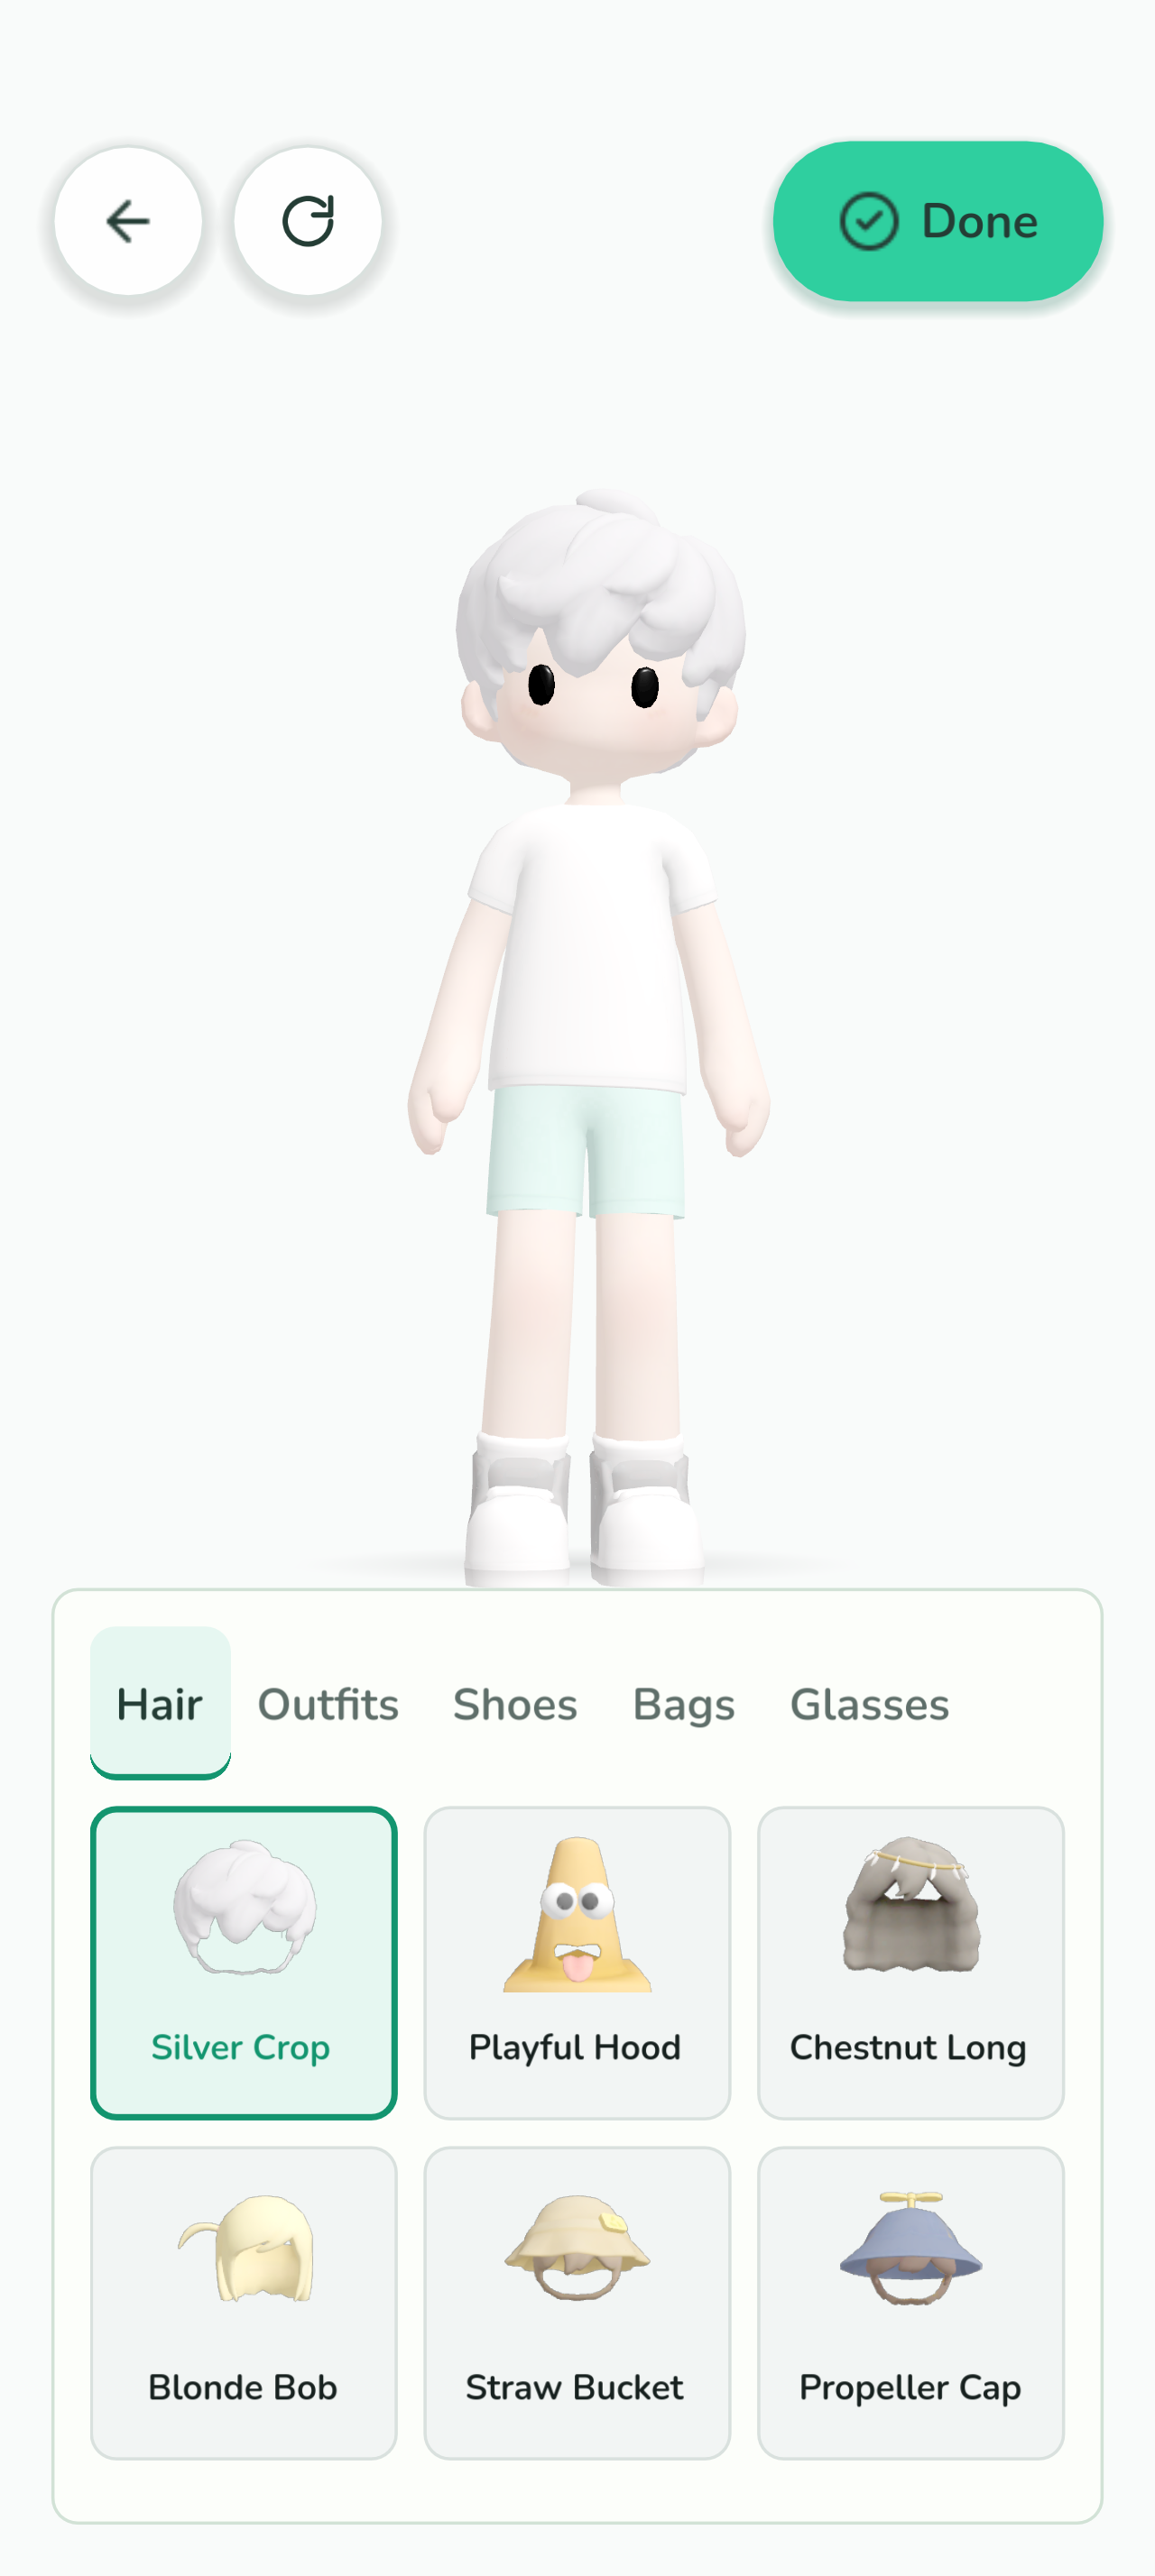 Done
Hair
Outfits
Shoes
Bags
Glasses
Silver Crop
Playful Hood
Chestnut Long
Blonde Bob
Straw Bucket
Propeller Cap